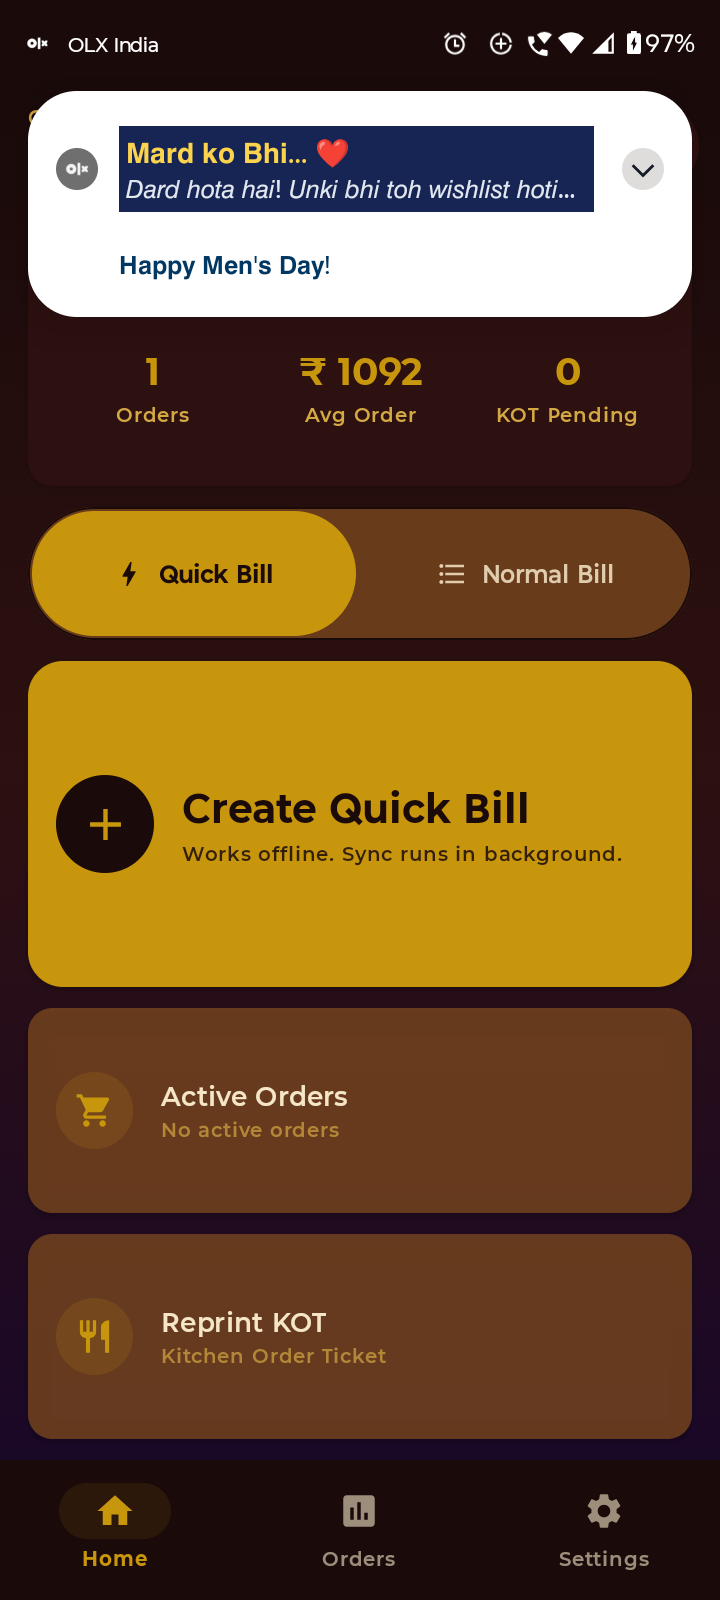 olx OLX India 97%
olx
Mard ko Bhi... ❤️
Dard hota hai! Unki bhi toh wishlist hoti...
Happy Men's Day!
1 ₹ 1092 0
Orders Avg Order KOT Pending
Quick Bill Normal Bill
Create Quick Bill
Works offline. Sync runs in background.
Active Orders
No active orders
Reprint KOT
Kitchen Order Ticket
Home Orders Settings